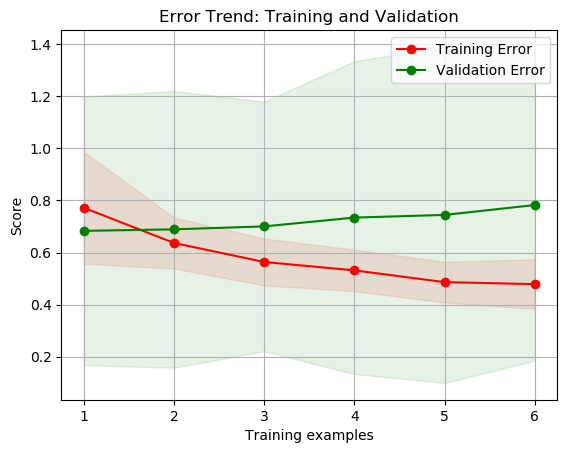 Error Trend: Training and Validation
Training Error
Validation Error
Score
1.4
1.2
1.0
0.8
0.6
0.4
0.2
1 2 3 4 5 6
Training examples